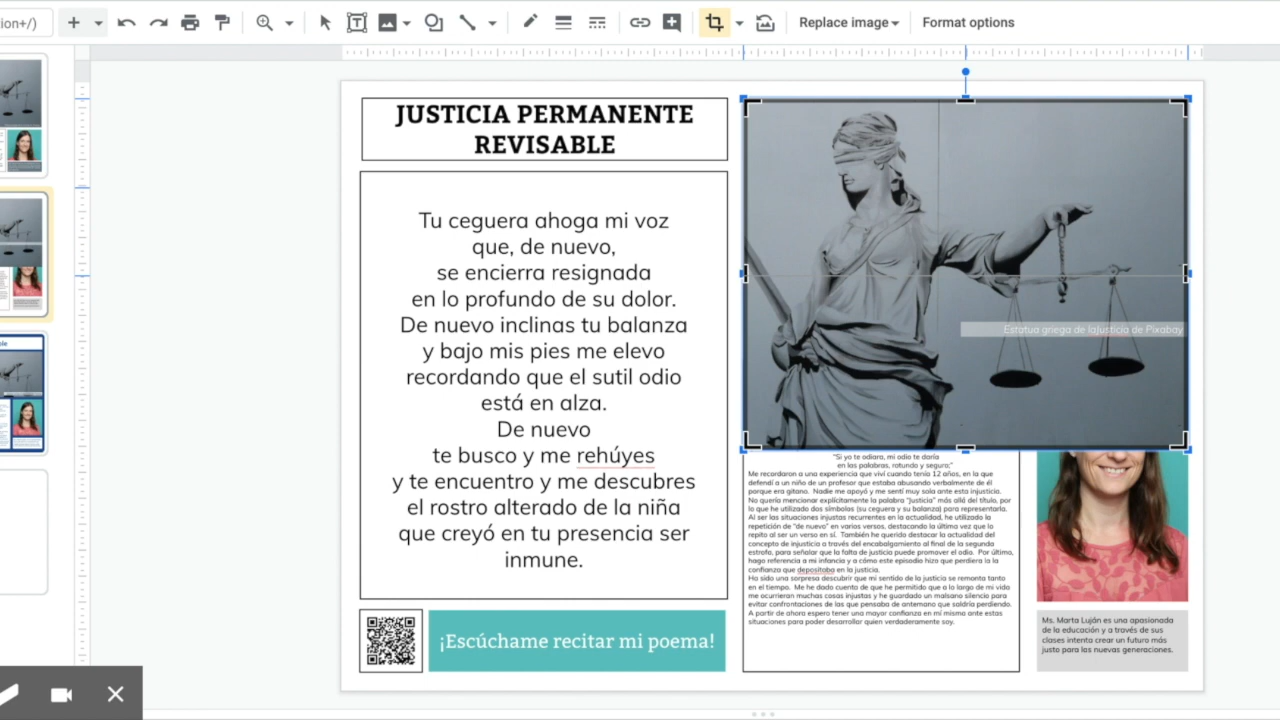 ion+/)
Replace image
Format options
JUSTICIA PERMANENTE
REVISABLE
Tu ceguera ahoga mi voz
que, de nuevo,
se encierra resignada
en lo profundo de su dolor.
De nuevo inclinas tu balanza
y bajo mis pies me elevo
recordando que el sutil odio
está en alza.
De nuevo
te busco y me rehúyes
y te encuentro y me descubres
el rostro alterado de la niña
que creyó en tu presencia ser
inmune.
¡Escúchame recitar mi poema!
Estatua griega de laJusticia de Pixabay
"Si yo te odiara, mi odio te daría
en las palabras, rotundo y seguro;"
Me recordaron a una experiencia que viví cuando tenía 12 años, en la que
defendí a un niño de un profesor que estaba abusando verbalmente de él
porque era gitano. Nadie me apoyó y me sentí muy sola ante esta injusticia.
No quería mencionar explícitamente la palabra "Justicia" más allá del título, por
lo que he utilizado dos símbolos (su ceguera y su balanza) para representarla.
Al ser las situaciones injustas recurrentes en la actualidad, he utilizado la
repetición de "de nuevo" en varios versos, destacando la última vez que lo
repito al ser un verso en sí. También he querido destacar la actualidad del
concepto de injusticia a través del encabalgamiento al final de la segunda
estrofa, para señalar que la falta de justicia puede promover el odio. Por último,
hago referencia a mi infancia y a cómo este episodio hizo que perdiera la la
confianza que depositaba en la justicia.
Ha sido una sorpresa descubrir que mi sentido de la justicia se remonta tanto
en el tiempo. Me he dado cuenta de que he permitido que a lo largo de mi vida
me ocurrieran muchas cosas injustas y he guardado un malsano silencio para
evitar confrontaciones de las que pensaba de antemano que saldría perdiendo.
A partir de ahora espero tener una mayor confianza en mí misma ante estas
situaciones para poder desarrollar quien verdaderamente soy.
Ms. Marta Luján es una apasionada
de la educación y a través de sus
clases intenta crear un futuro más
justo para las nuevas generaciones.